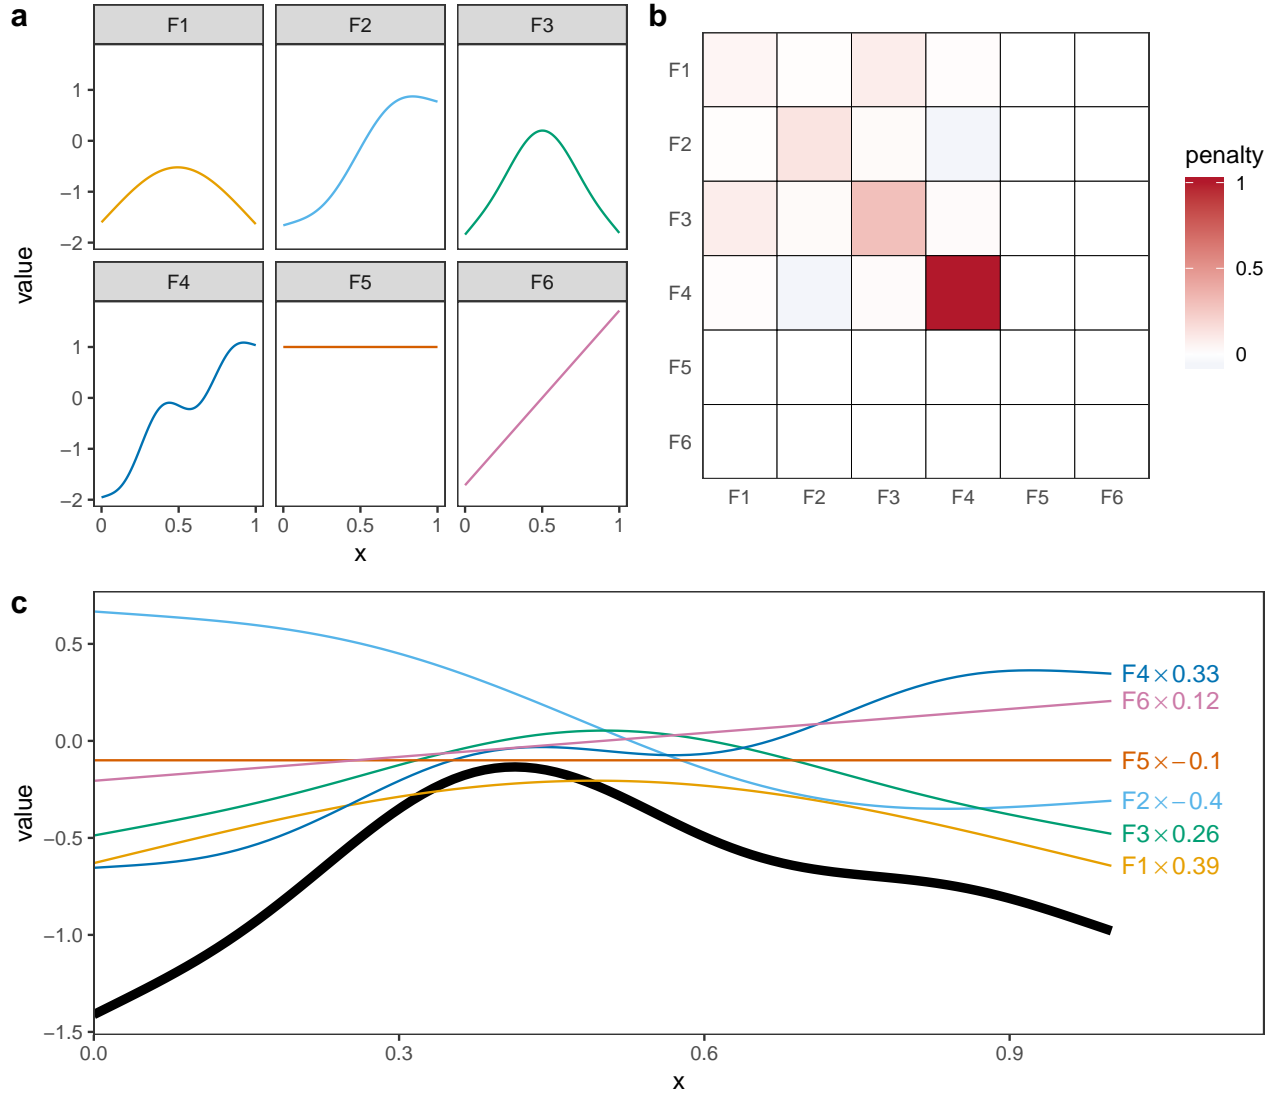 a
F1 F2 F3
1
0
−1
−2
F4 F5 F6
1
0
−1
−2
0 0.5 1 0 0.5 1 0 0.5 1
x
value
b
F1
F2
F3
F4
F5
F6
F1 F2 F3 F4 F5 F6
penalty
1
0.5
0
c
0.5
0.0
−0.5
−1.0
−1.5
0.0 0.3 0.6 0.9
x
value
F4×0.33
F6×0.12
F5×−0.1
F2×−0.4
F3×0.26
F1×0.39